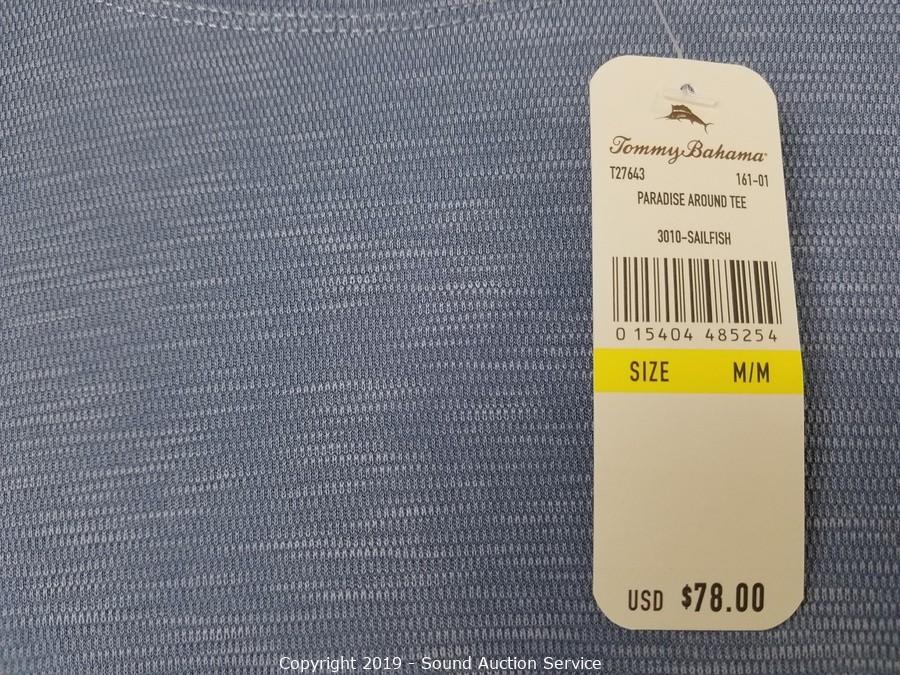 Tommy Bahama
T27643 161-01
PARADISE AROUND TEE
3010-SAILFISH
0 15404 485254
SIZE M/M
USD $78.00
Copyright 2019 - Sound Auction Service